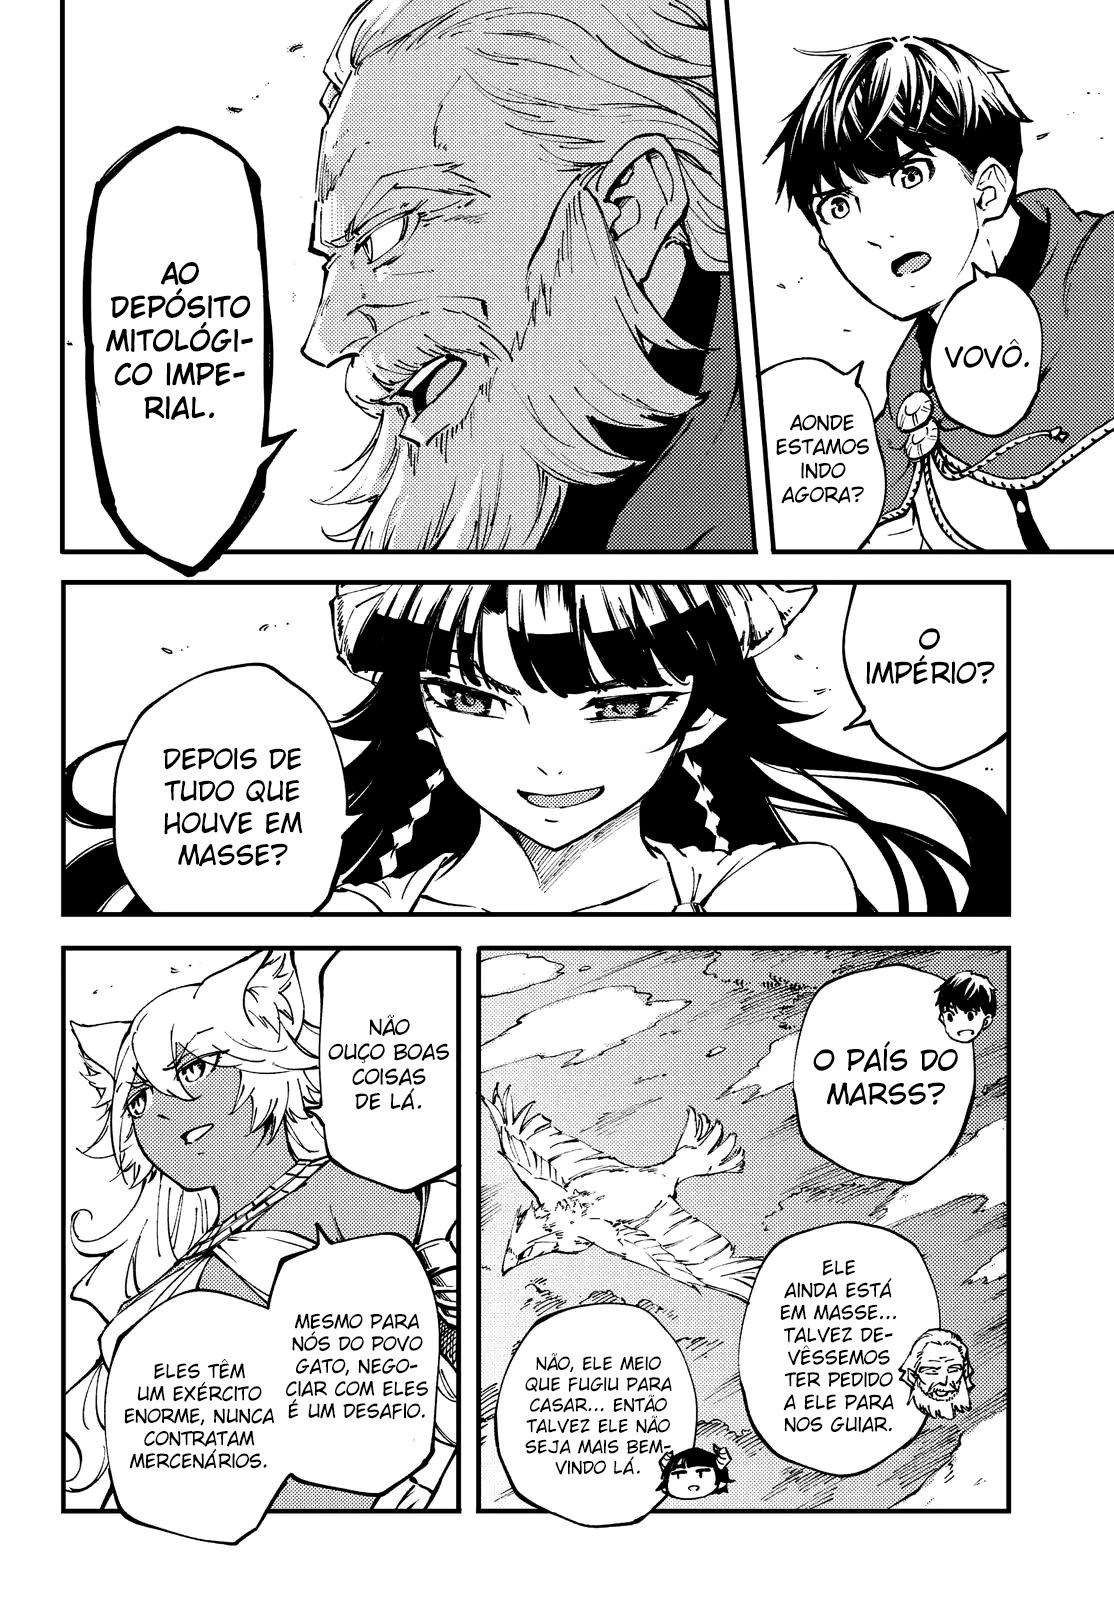 VOVÔ.
AONDE
ESTAMOS
INDO
AGORA?
AO
DEPÓSITO
MITOLÓGI-
CO IMPE-
RIAL.
O
IMPÉRIO?
DEPOIS DE
TUDO QUE
HOUVE EM
MASSE?
O PAÍS DO
MARSS?
ELE
AINDA ESTÁ
EM MASSE...
TALVEZ DE-
VÊSSEMOS
TER PEDIDO
A ELE PARA
NOS GUIAR.
NÃO, ELE MEIO
QUE FUGIU PARA
CASAR... ENTÃO
TALVEZ ELE NÃO
SEJA MAIS BEM-
VINDO LÁ.
NÃO
OUÇO BOAS
COISAS
DE LÁ.
MESMO PARA
NÓS DO POVO
GATO, NEGO-
CIAR COM ELES
É UM DESAFIO.
ELES TÊM
UM EXÉRCITO
ENORME, NUNCA
CONTRATAM
MERCENÁRIOS.